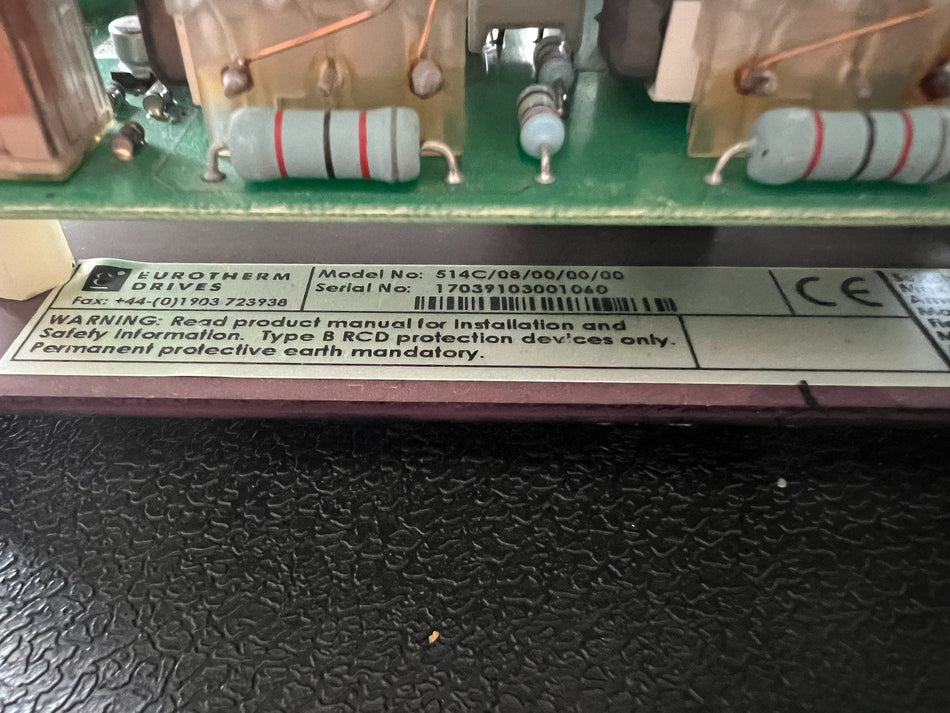 EUROTHERM
DRIVES
Fax: +44-(0)1903 723938
Model No: 514C/08/00/00/00
Serial No: 17039103001060
CE
WARNING: Read product manual for Installation and
Safety Information. Type B RCD protection devices only.
Permanent protective earth mandatory.